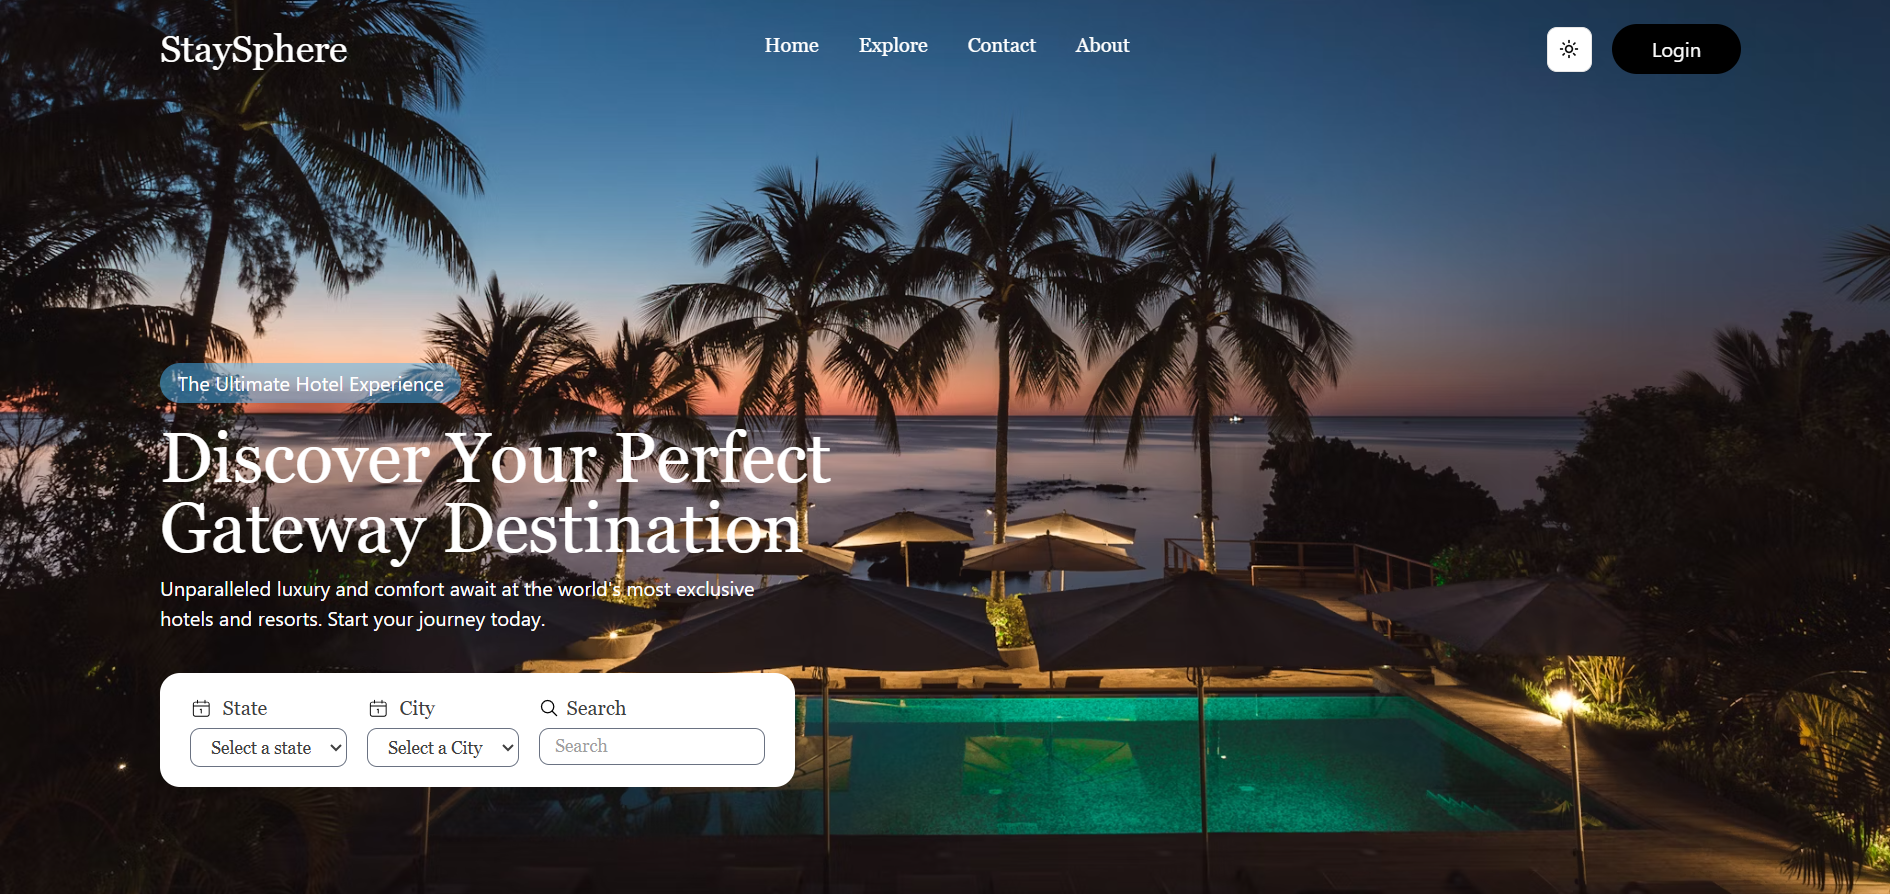 StaySphere
Home Explore Contact About
Login
The Ultimate Hotel Experience
Discover Your Perfect
Gateway Destination
Unparalleled luxury and comfort await at the world's most exclusive
hotels and resorts. Start your journey today.
State City Search
Select a state Select a City Search